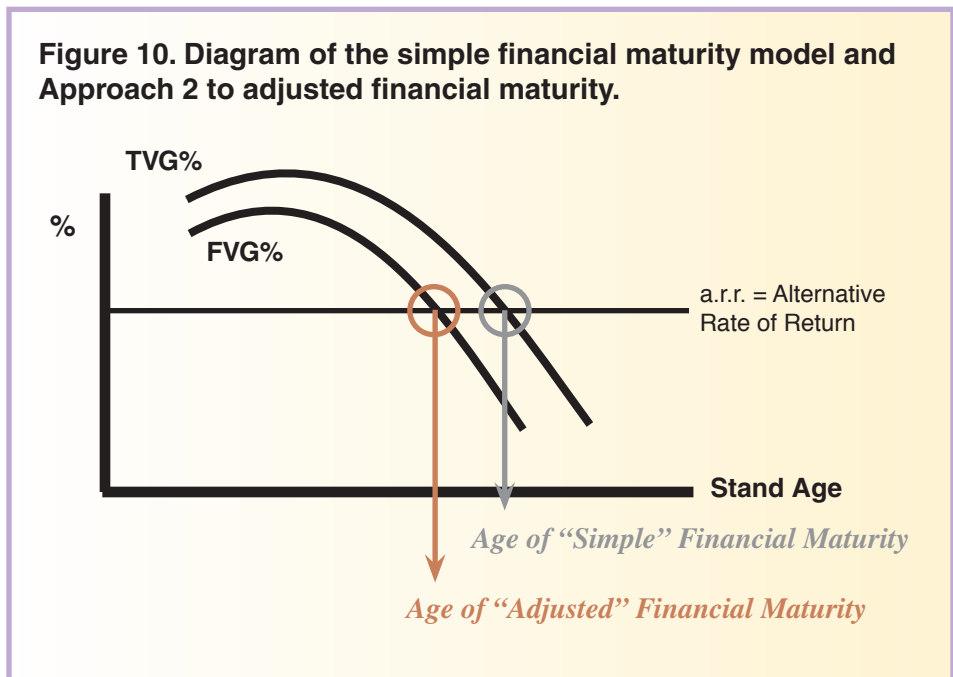 Figure 10. Diagram of the simple financial maturity model and
Approach 2 to adjusted financial maturity.
TVG%
%
FVG%
a.r.r. = Alternative
Rate of Return
Stand Age
Age of “Simple” Financial Maturity
Age of “Adjusted” Financial Maturity